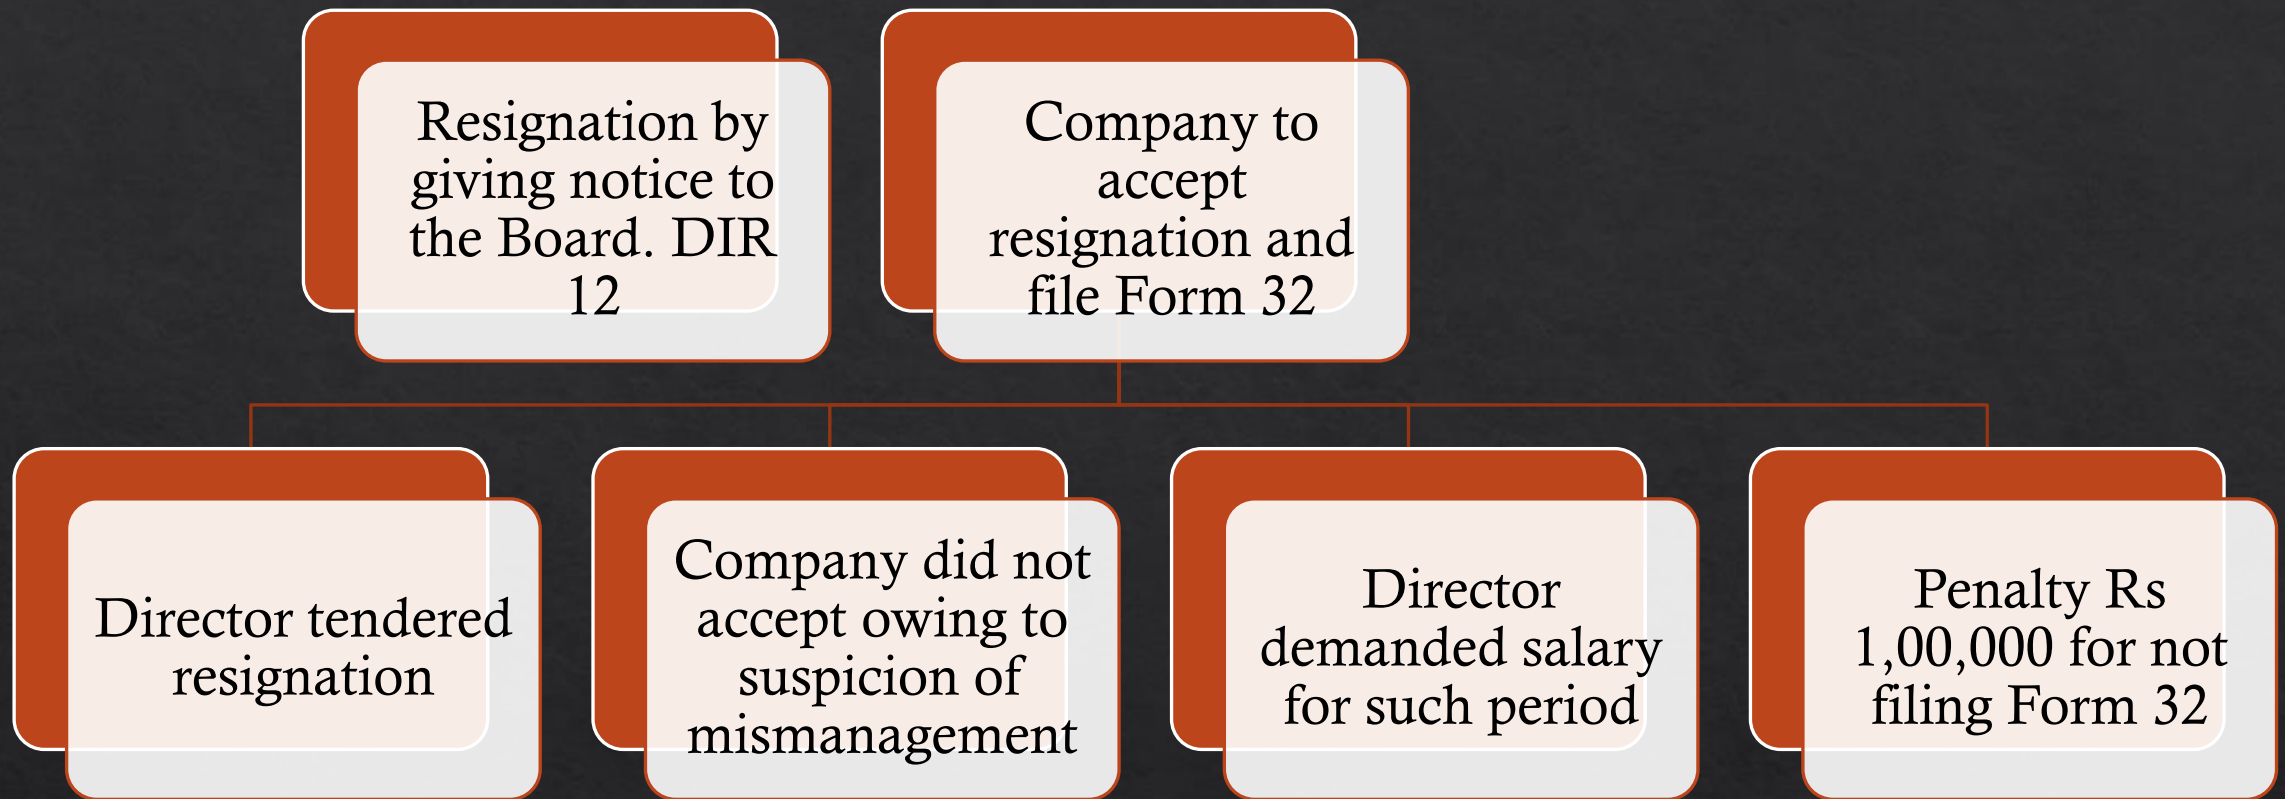 Resignation by
giving notice to
the Board. DIR
12
Company to
accept
resignation and
file Form 32
Director tendered
resignation
Company did not
accept owing to
suspicion of
mismanagement
Director
demanded salary
for such period
Penalty Rs
1,00,000 for not
filing Form 32